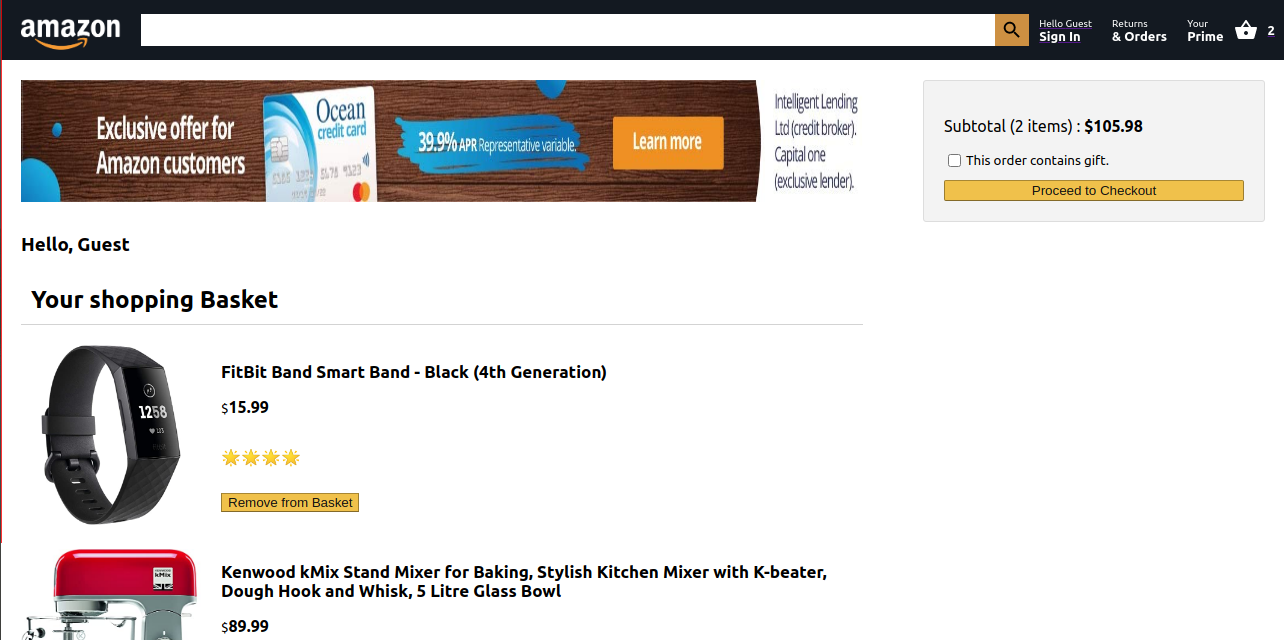 amazon
Hello Guest
Sign In
Returns
& Orders
Your
Prime
2
Exclusive offer for
Amazon customers
Ocean
credit card
39.9% APR Representative variable.
Learn more
Intelligent Lending
Ltd (credit broker).
Capital one
(exclusive lender).
Subtotal (2 items) : $105.98
This order contains gift.
Proceed to Checkout
Hello, Guest
Your shopping Basket
FitBit Band Smart Band - Black (4th Generation)
$15.99
1258
Remove from Basket
kMix
Kenwood kMix Stand Mixer for Baking, Stylish Kitchen Mixer with K-beater,
Dough Hook and Whisk, 5 Litre Glass Bowl
$89.99